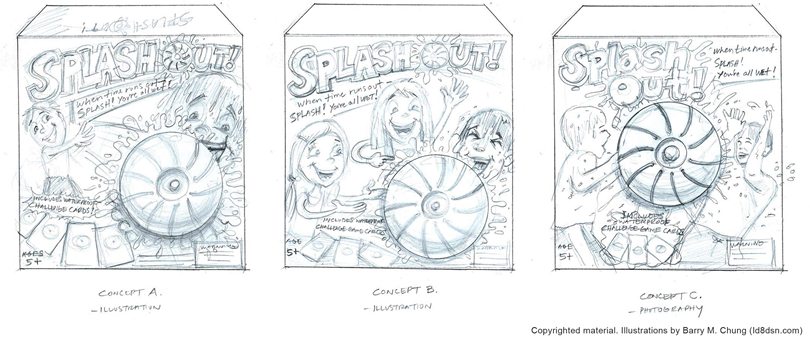 SPLASH OUT!
when time runs out
SPLASH! You're all WET!
INCLUDES WATERPROOF
CHALLENGE CARDS!
AGES
5+
WARNING
CONCEPT A.
- ILLUSTRATION
SPLASH OUT!
when time runs out
SPLASH! You're all WET!
INCLUDES WATERPROOF
CHALLENGE GAME CARDS
AGE
5+
CONCEPT B.
- ILLUSTRATION
Splash
Out!
when time runs out.
SPLASH!
You're all WET!
INCLUDES
WATERPROOF
CHALLENGE GAME CARDS
AGE
5+
WARNING
CONCEPT C.
- PHOTOGRAPHY
Copyrighted material. Illustrations by Barry M. Chung (Id8dsn.com)